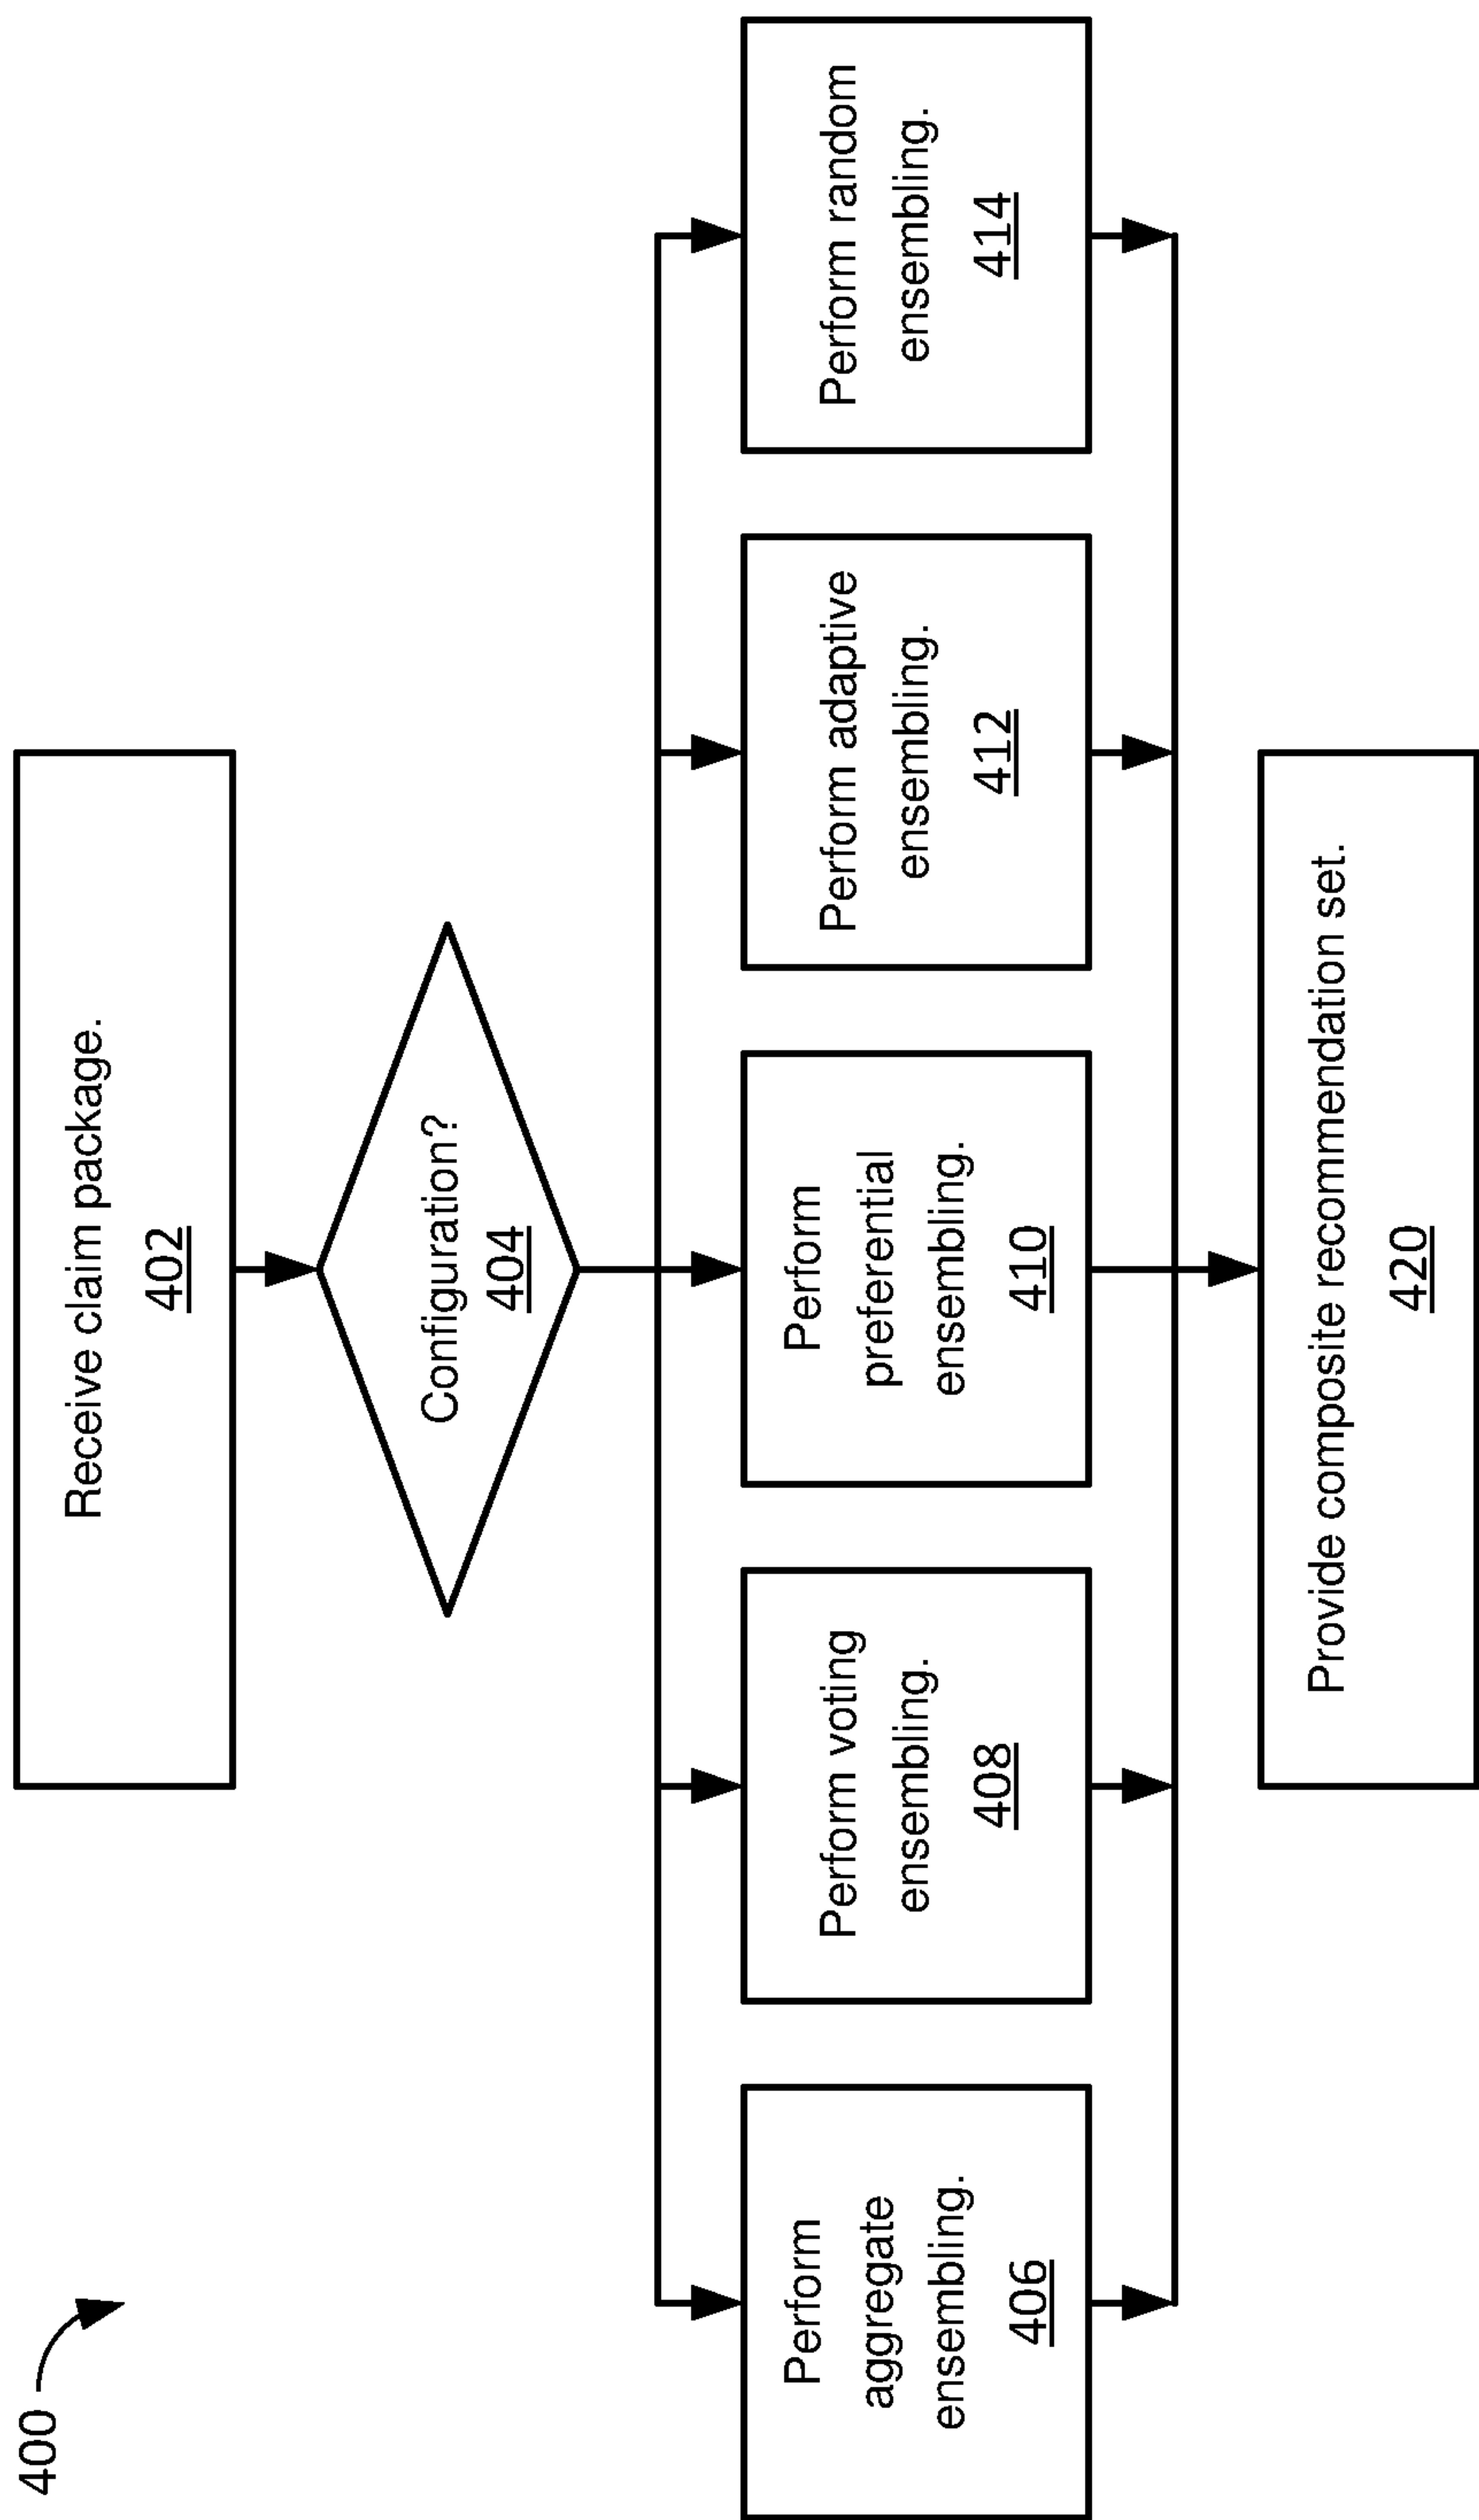 400
Receive claim package.
402
Configuration?
404
Perform
aggregate
ensembling.
406
Perform voting
ensembling.
408
Perform
preferential
ensembling.
410
Perform adaptive
ensembling.
412
Perform random
ensembling.
414
Provide composite recommendation set.
420